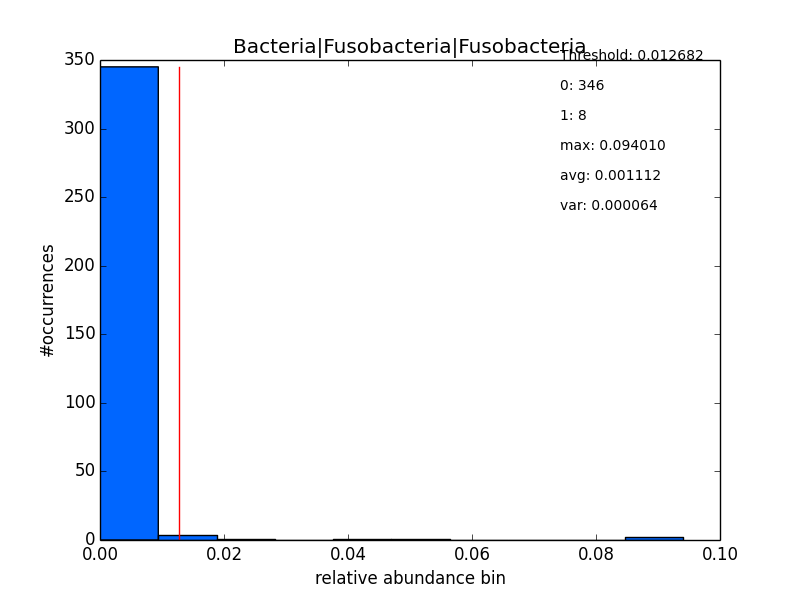 Bacteria|Fusobacteria|Fusobacteria
Threshold: 0.012682
0: 346
1: 8
max: 0.094010
avg: 0.001112
var: 0.000064
350
300
250
200
150
100
50
0
#occurrences
0.00 0.02 0.04 0.06 0.08 0.10
relative abundance bin